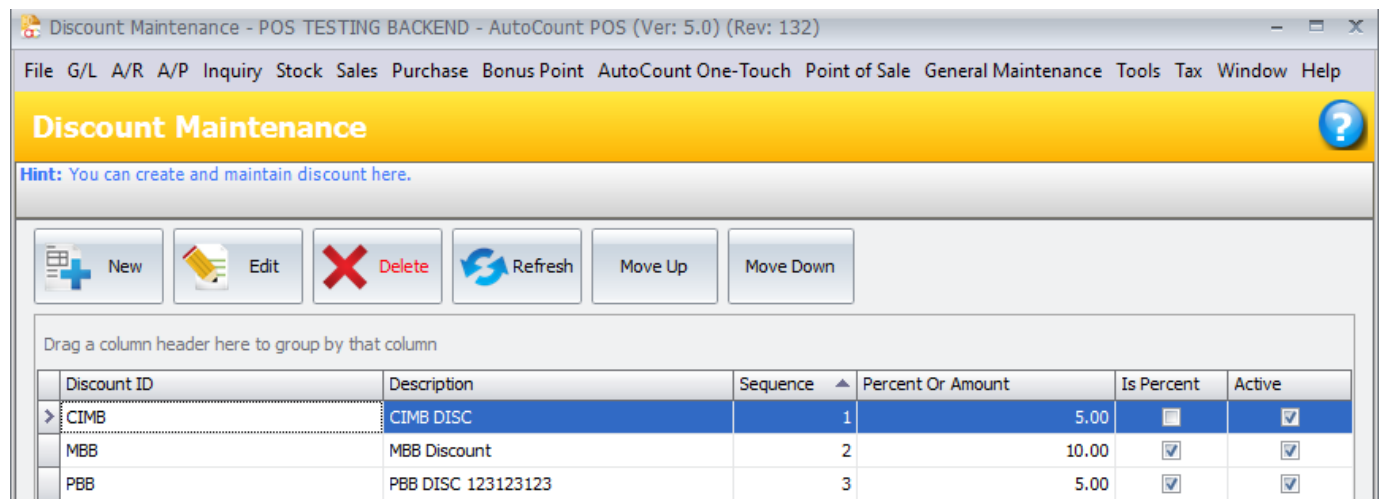 Discount Maintenance - POS TESTING BACKEND - AutoCount POS (Ver: 5.0) (Rev: 132)
File G/L A/R A/P Inquiry Stock Sales Purchase Bonus Point AutoCount One-Touch Point of Sale General Maintenance Tools Tax Window Help
Discount Maintenance
Hint: You can create and maintain discount here.
New Edit Delete Refresh Move Up Move Down
Drag a column header here to group by that column
Discount ID Description Sequence Percent Or Amount Is Percent Active
CIMB CIMB DISC 1 5.00
MBB MBB Discount 2 10.00
PBB PBB DISC 123123123 3 5.00